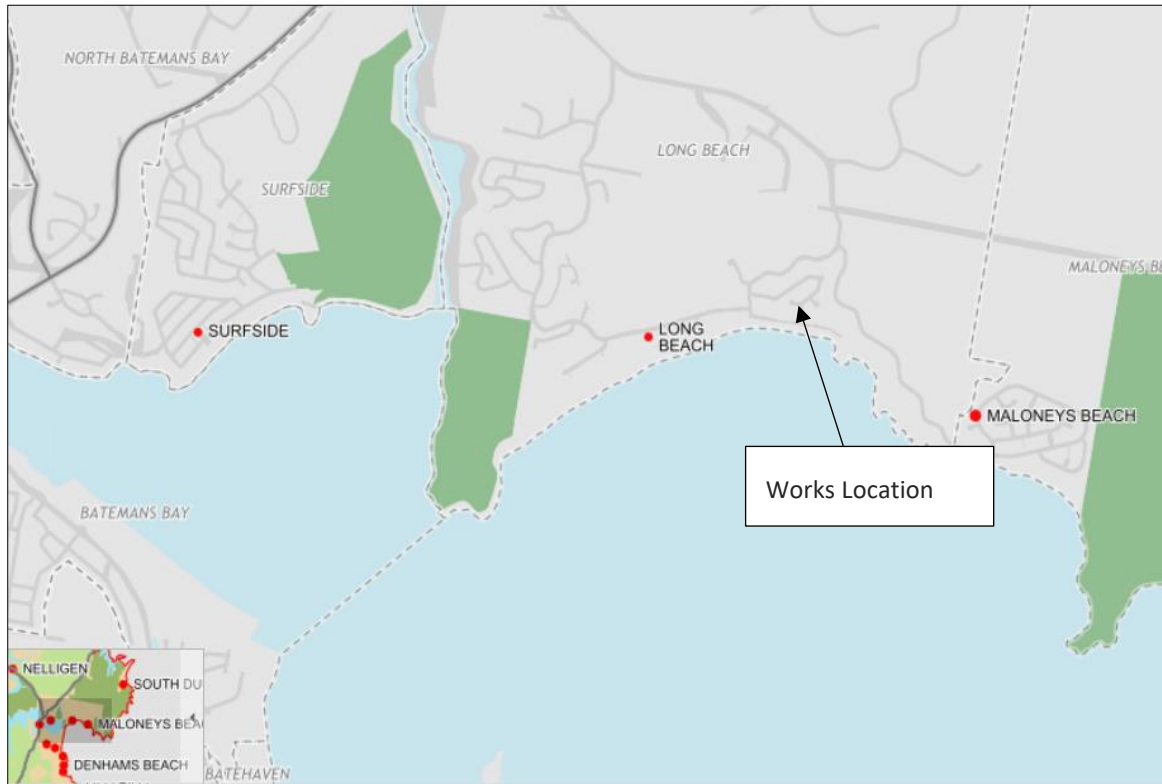 NORTH BATEMANS BAY
LONG BEACH
SURFSIDE
MALONEYS BE
SURFSIDE
LONG
BEACH
MALONEYS BEACH
Works Location
BATEMANS BAY
NELLIGEN
SOUTH DU
MALONEYS BEA
DENHAMS BEACH
BATEHAVEN